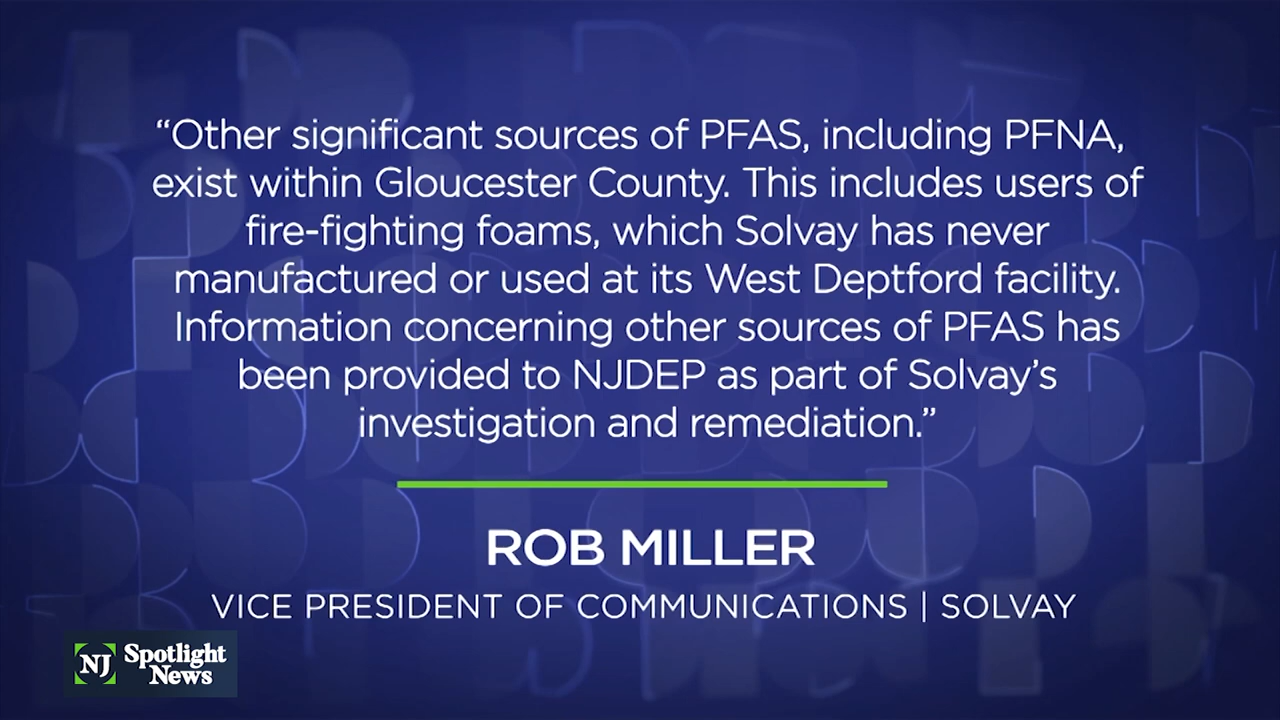 “Other significant sources of PFAS, including PFNA,
exist within Gloucester County. This includes users of
fire-fighting foams, which Solvay has never
manufactured or used at its West Deptford facility.
Information concerning other sources of PFAS has
been provided to NJDEP as part of Solvay’s
investigation and remediation.”
ROB MILLER
VICE PRESIDENT OF COMMUNICATIONS | SOLVAY
NJ Spotlight
News